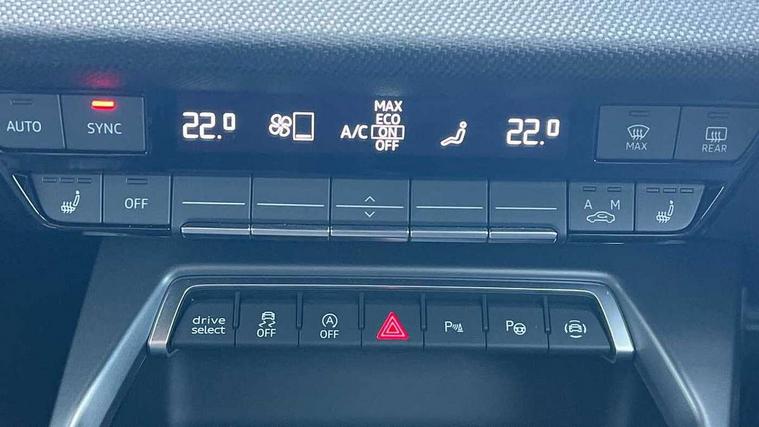 AUTO
SYNC
22.0
A/C
MAX
ECO
ON
OFF
22.0
MAX
REAR
OFF
A M
drive
select
OFF
A
OFF
P
P